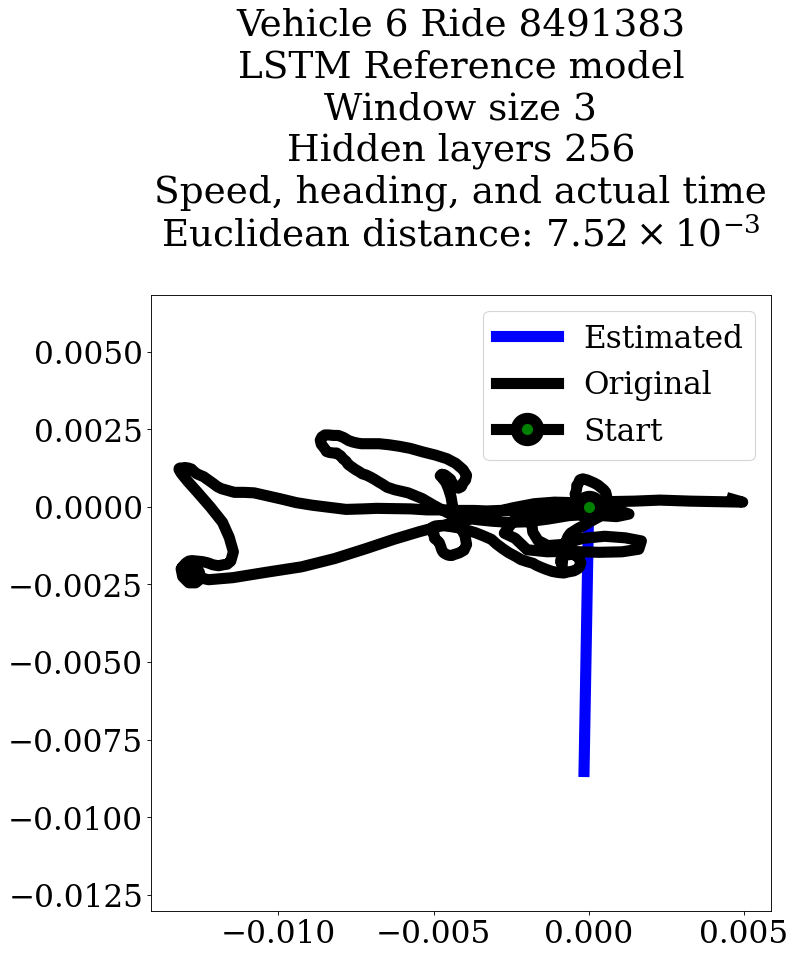 Vehicle 6 Ride 8491383
LSTM Reference model
Window size 3
Hidden layers 256
Speed, heading, and actual time
Euclidean distance: 7.52 × 10⁻³
Estimated
Original
Start
0.0050
0.0025
0.0000
−0.0025
−0.0050
−0.0075
−0.0100
−0.0125
−0.010
−0.005
0.000
0.005